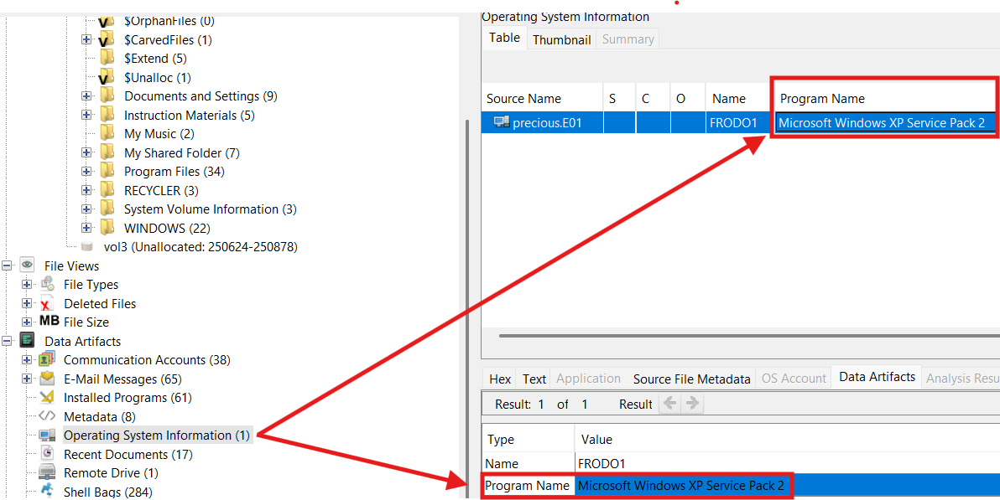 $OrphanFiles (0)
$CarvedFiles (1)
$Extend (5)
$Unalloc (1)
Documents and Settings (9)
Instruction Materials (5)
My Music (2)
My Shared Folder (7)
Program Files (34)
RECYCLER (3)
System Volume Information (3)
WINDOWS (22)
vol3 (Unallocated: 250624-250878)
File Views
File Types
Deleted Files
MB File Size
Data Artifacts
Communication Accounts (38)
E-Mail Messages (65)
Installed Programs (61)
Metadata (8)
Operating System Information (1)
Recent Documents (17)
Remote Drive (1)
Shell Bags (284)
Operating System Information
Table Thumbnail Summary
Source Name S C O Name Program Name
precious.E01 FRODO1 Microsoft Windows XP Service Pack 2
Hex Text Application Source File Metadata OS Account Data Artifacts Analysis Resu
Result: 1 of 1 Result
Type Value
Name FRODO1
Program Name Microsoft Windows XP Service Pack 2